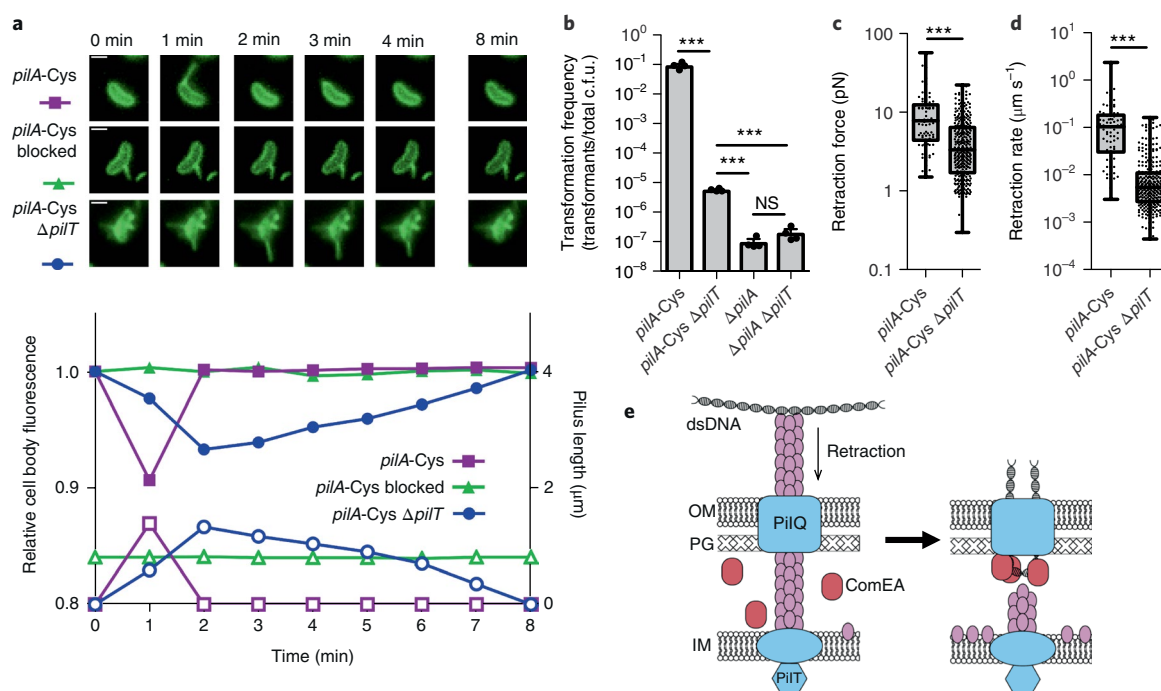 a
0 min 1 min 2 min 3 min 4 min 8 min
pilA-Cys
pilA-Cys
blocked
pilA-Cys
ΔpilT
Relative cell body fluorescence
1.0
0.9
0.8
4
2
0
Pilus length (μm)
pilA-Cys
pilA-Cys blocked
pilA-Cys ΔpilT
0 1 2 3 4 5 6 7 8
Time (min)
b
Transformation frequency
(transformants/total c.f.u.)
10⁰
10⁻¹
10⁻²
10⁻³
10⁻⁴
10⁻⁵
10⁻⁶
10⁻⁷
10⁻⁸
***
***
***
NS
pilA-Cys
pilA-Cys ΔpilT
ΔpilA
ΔpilA ΔpilT
c
Retraction force (pN)
100
10
1
0.1
***
pilA-Cys
pilA-Cys ΔpilT
d
Retraction rate (μm s⁻¹)
10¹
10⁰
10⁻¹
10⁻²
10⁻³
10⁻⁴
***
pilA-Cys
pilA-Cys ΔpilT
e
dsDNA
Retraction
OM
PilQ
PG
ComEA
IM
PilT